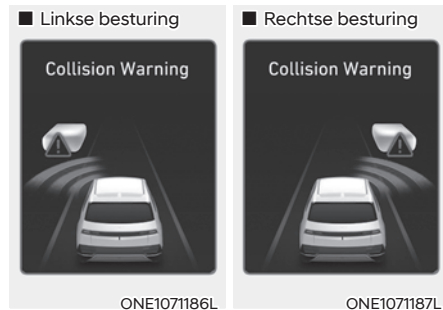 ■ Linkse besturing
Collision Warning
ONE1071186L
■ Rechtse besturing
Collision Warning
ONE1071187L